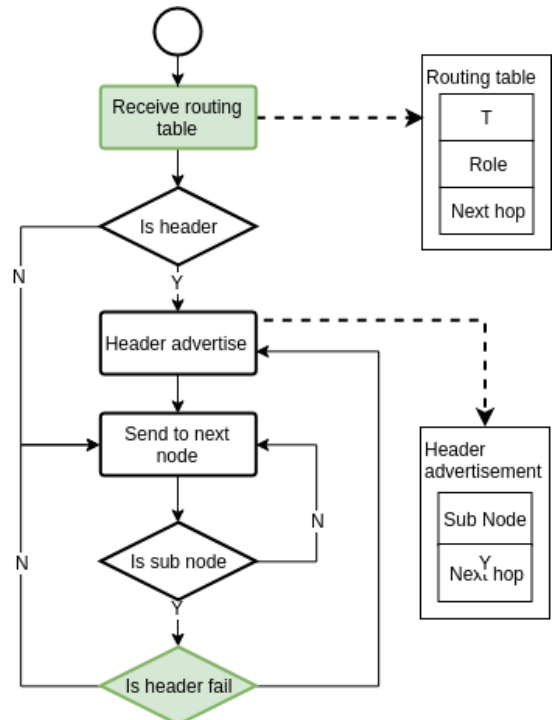 Receive routing
table
Routing table
T
Role
Next hop
Is header
N
Y
Header advertise
Send to next
node
Header
advertisement
Sub Node
Y
Next hop
Is sub node
N
N
Y
Is header fail